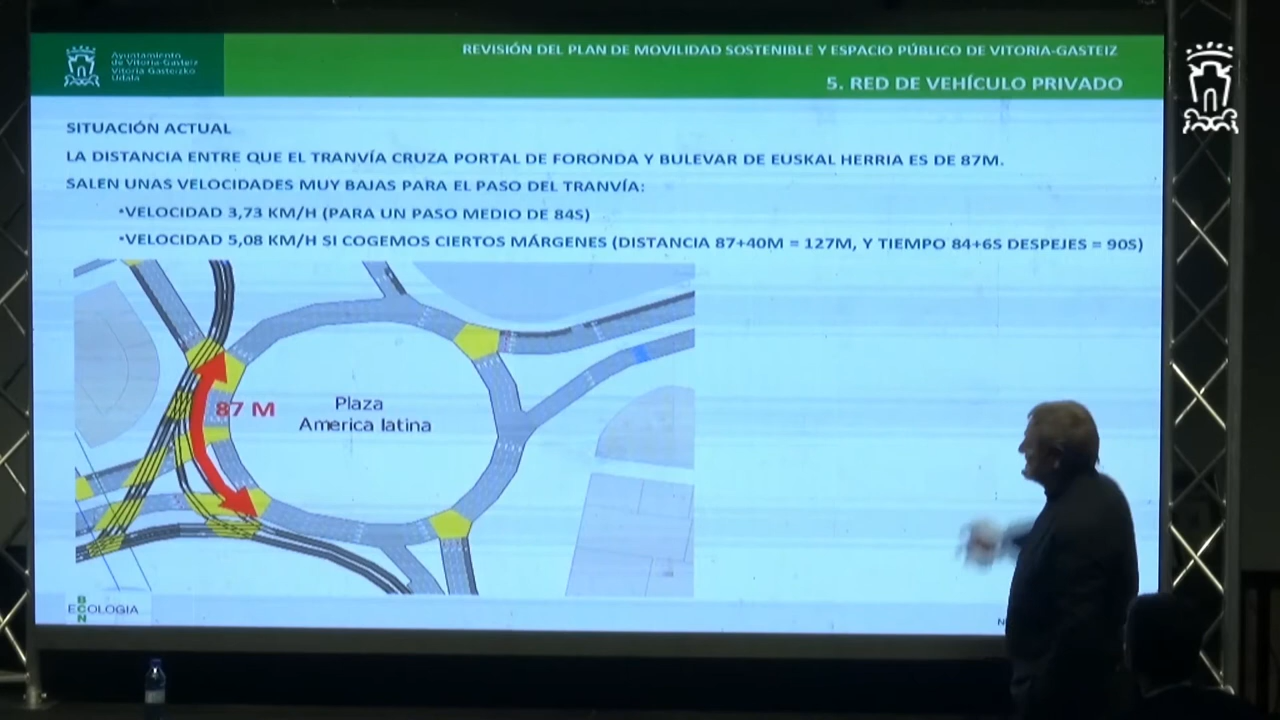 Ayuntamiento
de Vitoria-Gasteiz
Vitoria-Gasteizko
Udala
REVISIÓN DEL PLAN DE MOVILIDAD SOSTENIBLE Y ESPACIO PÚBLICO DE VITORIA-GASTEIZ
5. RED DE VEHÍCULO PRIVADO
SITUACIÓN ACTUAL
LA DISTANCIA ENTRE QUE EL TRANVÍA CRUZA PORTAL DE FORONDA Y BULEVAR DE EUSKAL HERRIA ES DE 87M.
SALEN UNAS VELOCIDADES MUY BAJAS PARA EL PASO DEL TRANVÍA:
•VELOCIDAD 3,73 KM/H (PARA UN PASO MEDIO DE 84S)
•VELOCIDAD 5,08 KM/H SI COGEMOS CIERTOS MÁRGENES (DISTANCIA 87+40M = 127M, Y TIEMPO 84+6S DESPEJES = 90S)
87 M
Plaza
America latina
BCN
ECOLOGIA